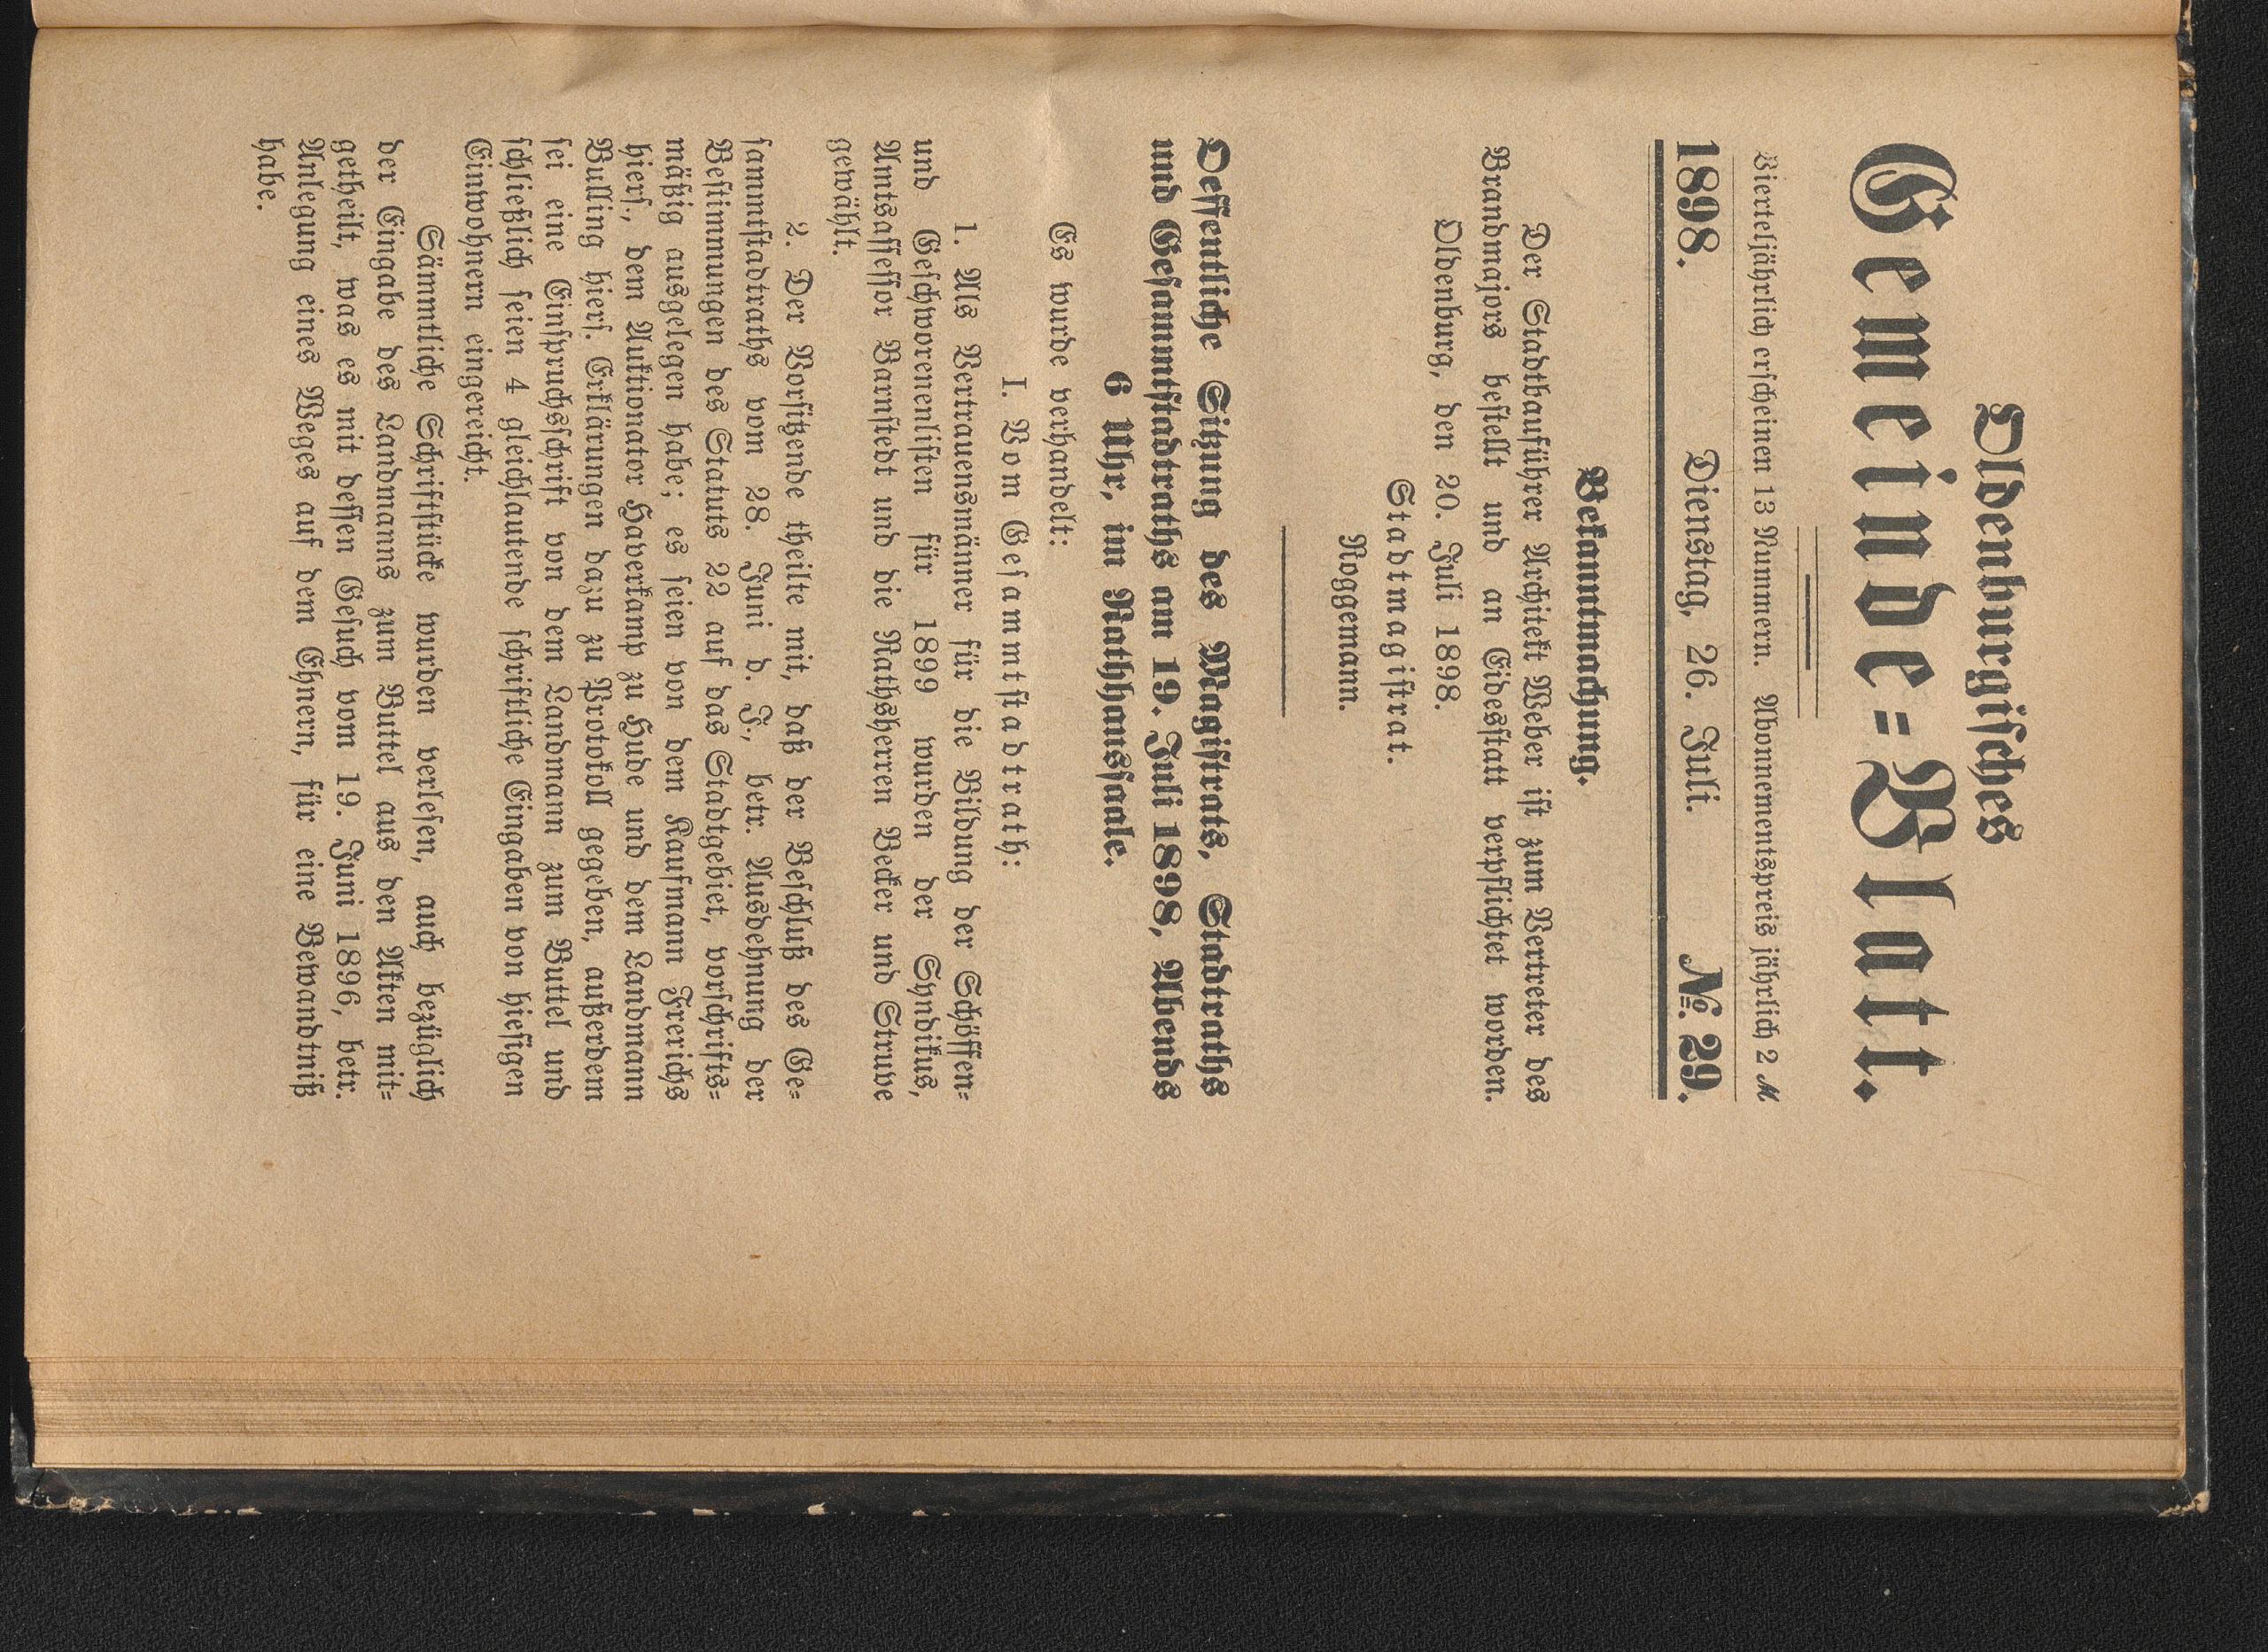 Oldenburgisches
Gemeinde=Blatt.
Vierteljährlich erscheinen 13 Nummern. Abonnementspreis jährlich 2 ℳ
1898. Dienstag, 26. Juli. №. 29.
Bekanntmachung.
Der Stadtbauführer Architekt Weber ist zum Vertreter des
Brandmajors bestellt und an Eidesstatt verpflichtet worden.
Oldenburg, den 20. Juli 1898.
Stadtmagistrat.
Roggemann.
Oeffentliche Sitzung des Magistrats, Stadtraths
und Gesammtstadtraths am 19. Juli 1898, Abends
6 Uhr, im Rathhaussaale.
Es wurde verhandelt:
I. Vom Gesammtstadtrath:
1. Als Vertrauensmänner für die Bildung der Schöffen=
und Geschworenenlisten für 1899 wurden der Syndikus,
Amtsassessor Barnstedt und die Rathsherren Becker und Strube
gewählt.
2. Der Vorsitzende theilte mit, daß der Beschluß des Ge=
sammtstadtraths vom 28. Juni d. J., betr. Ausdehnung der
Bestimmungen des Statuts 22 auf das Stadtgebiet, vorschrifts=
mäßig ausgelegen habe; es seien von dem Kaufmann Frerichs
hiers., dem Auktionator Haverkamp zu Hude und dem Landmann
Bulling hiers. Erklärungen dazu zu Protokoll gegeben, außerdem
sei eine Einspruchsschrift von dem Landmann zum Buttel und
schließlich seien 4 gleichlautende schriftliche Eingaben von hiesigen
Einwohnern eingereicht.
Sämmtliche Schriftstücke wurden verlesen, auch bezüglich
der Eingabe des Landmanns zum Buttel aus den Akten mit=
getheilt, was es mit dessen Gesuch vom 19. Juni 1896, betr.
Anlegung eines Weges auf dem Ehnern, für eine Bewandtniß
habe.